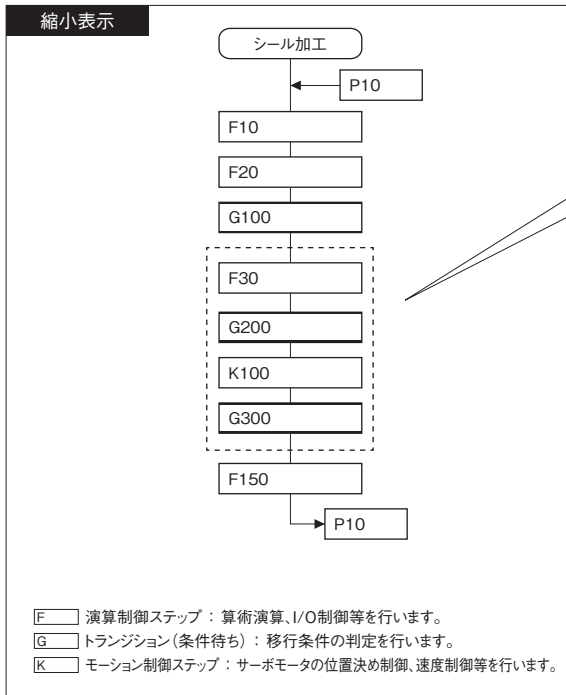 縮小表示
シール加工
P10
F10
F20
G100
F30
G200
K100
G300
F150
P10
F 演算制御ステップ : 算術演算、I/O制御等を行います。
G トランジション(条件待ち) : 移行条件の判定を行います。
K モーション制御ステップ : サーボモータの位置決め制御、速度制御等を行います。